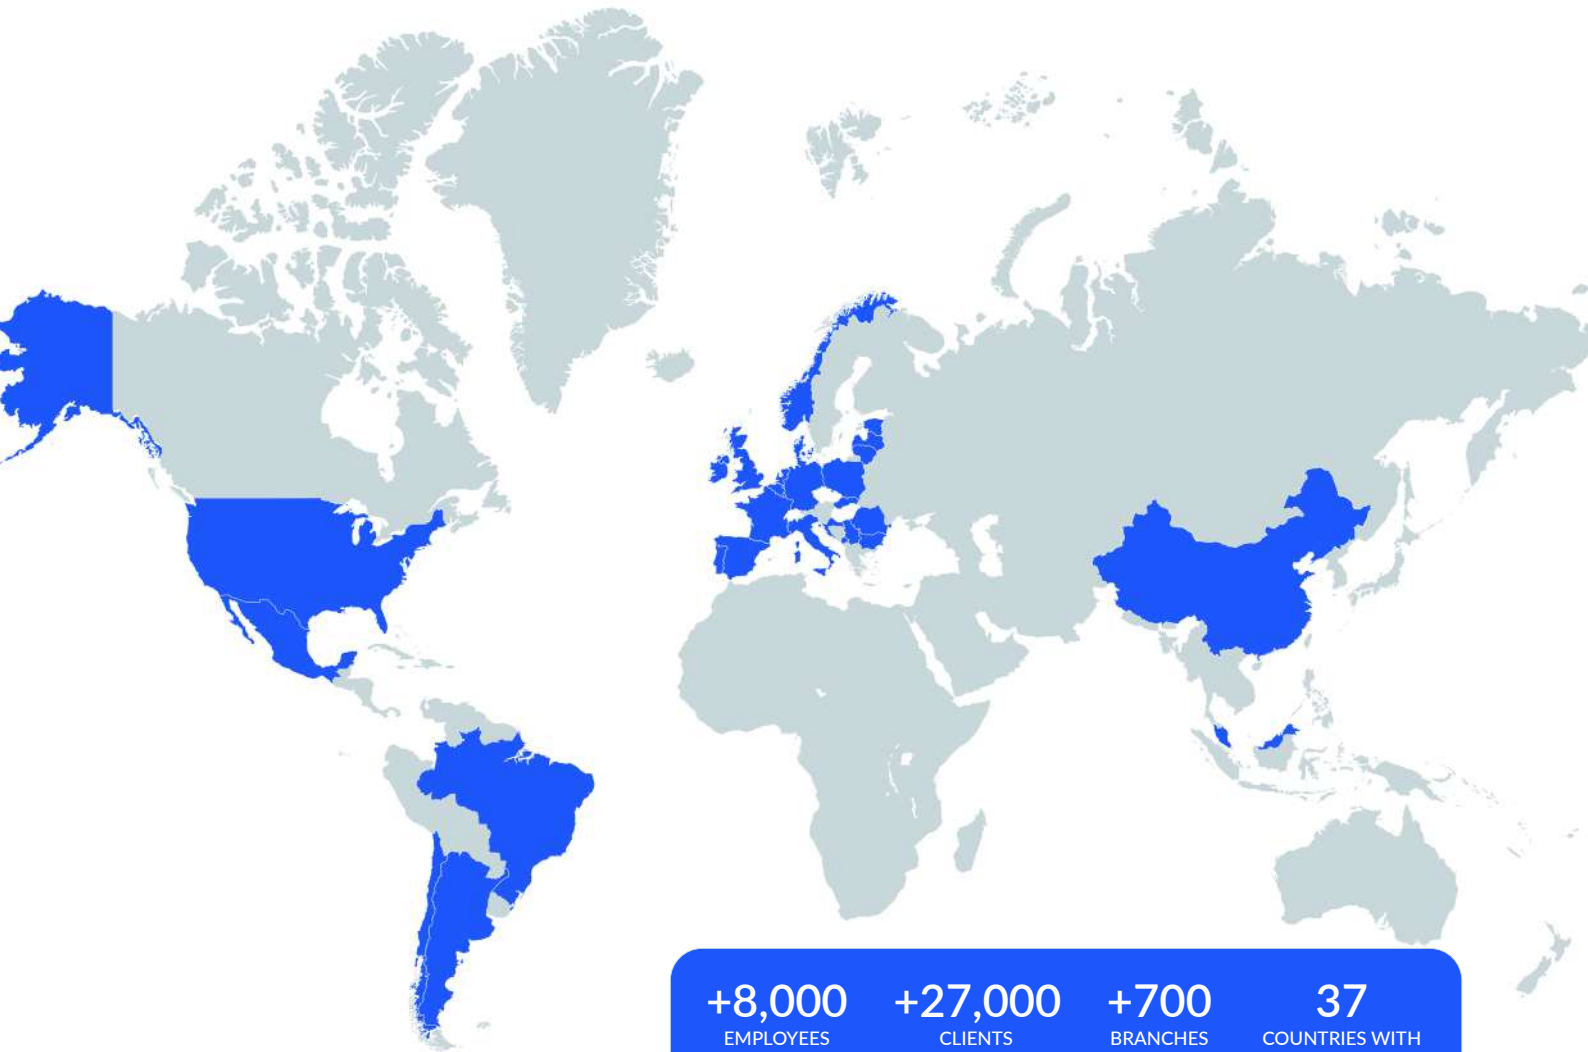 +8,000 +27,000 +700 37
EMPLOYEES CLIENTS BRANCHES COUNTRIES WITH